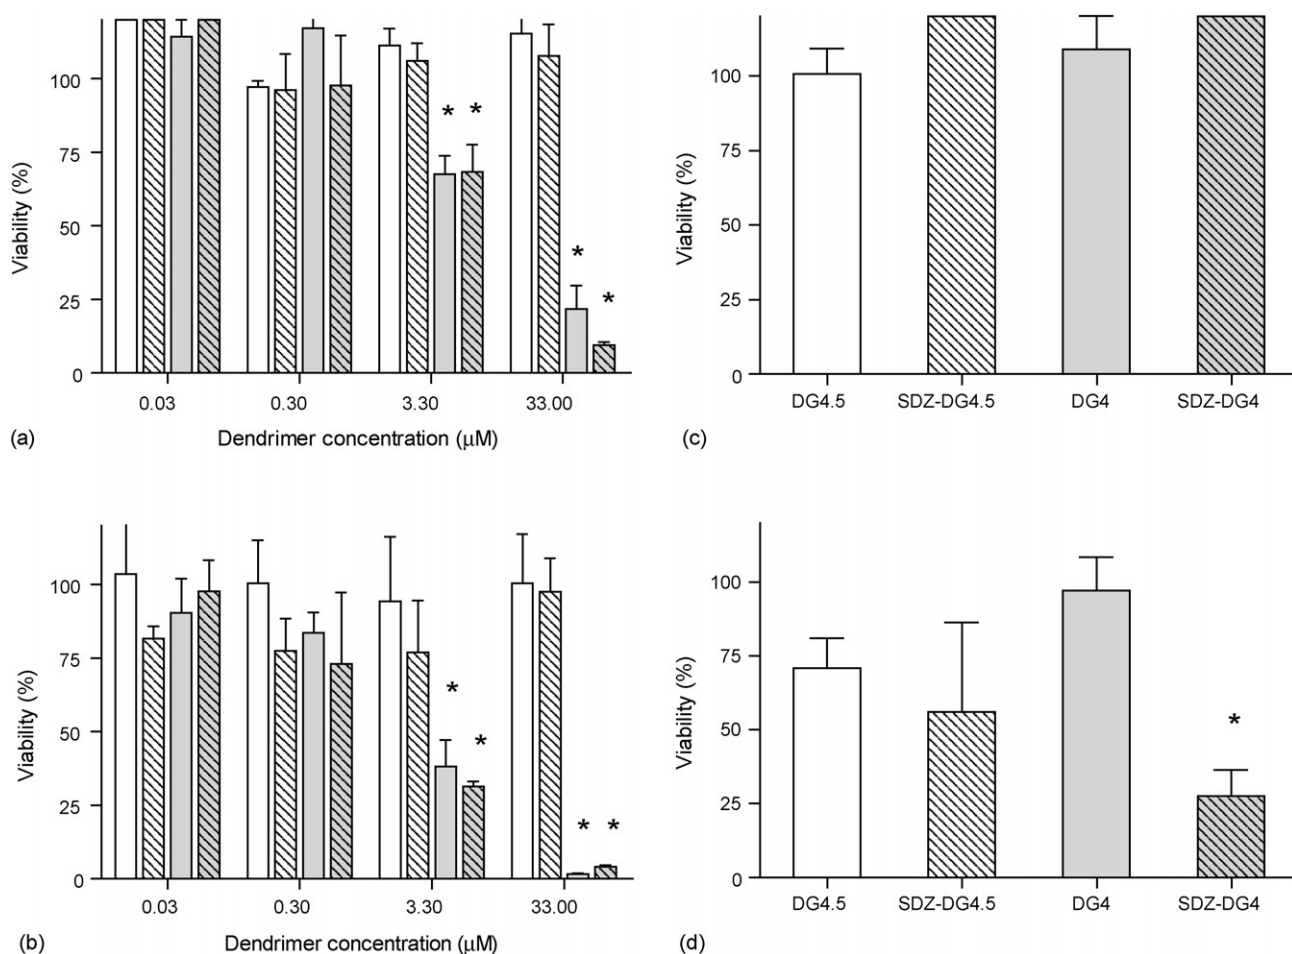 100
75
50
25
0
Viability (%)
* *
* *
0.03 0.30 3.30 33.00
(a) Dendrimer concentration (μM)
100
75
50
25
0
Viability (%)
DG4.5 SDZ-DG4.5 DG4 SDZ-DG4
(c)
100
75
50
25
0
Viability (%)
* *
* *
0.03 0.30 3.30 33.00
(b) Dendrimer concentration (μM)
100
75
50
25
0
Viability (%)
*
DG4.5 SDZ-DG4.5 DG4 SDZ-DG4
(d)